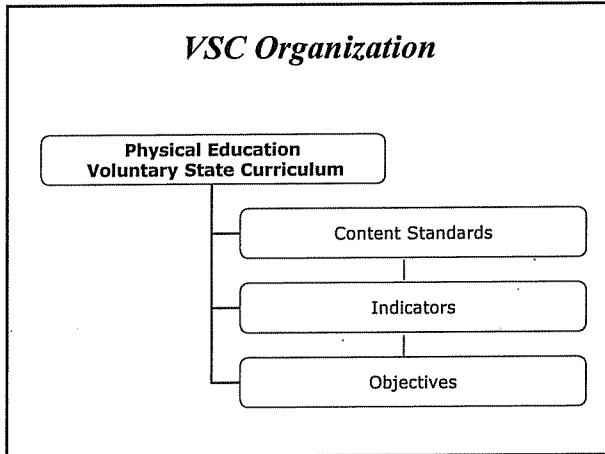 VSC Organization
Physical Education
Voluntary State Curriculum
Content Standards
Indicators
Objectives